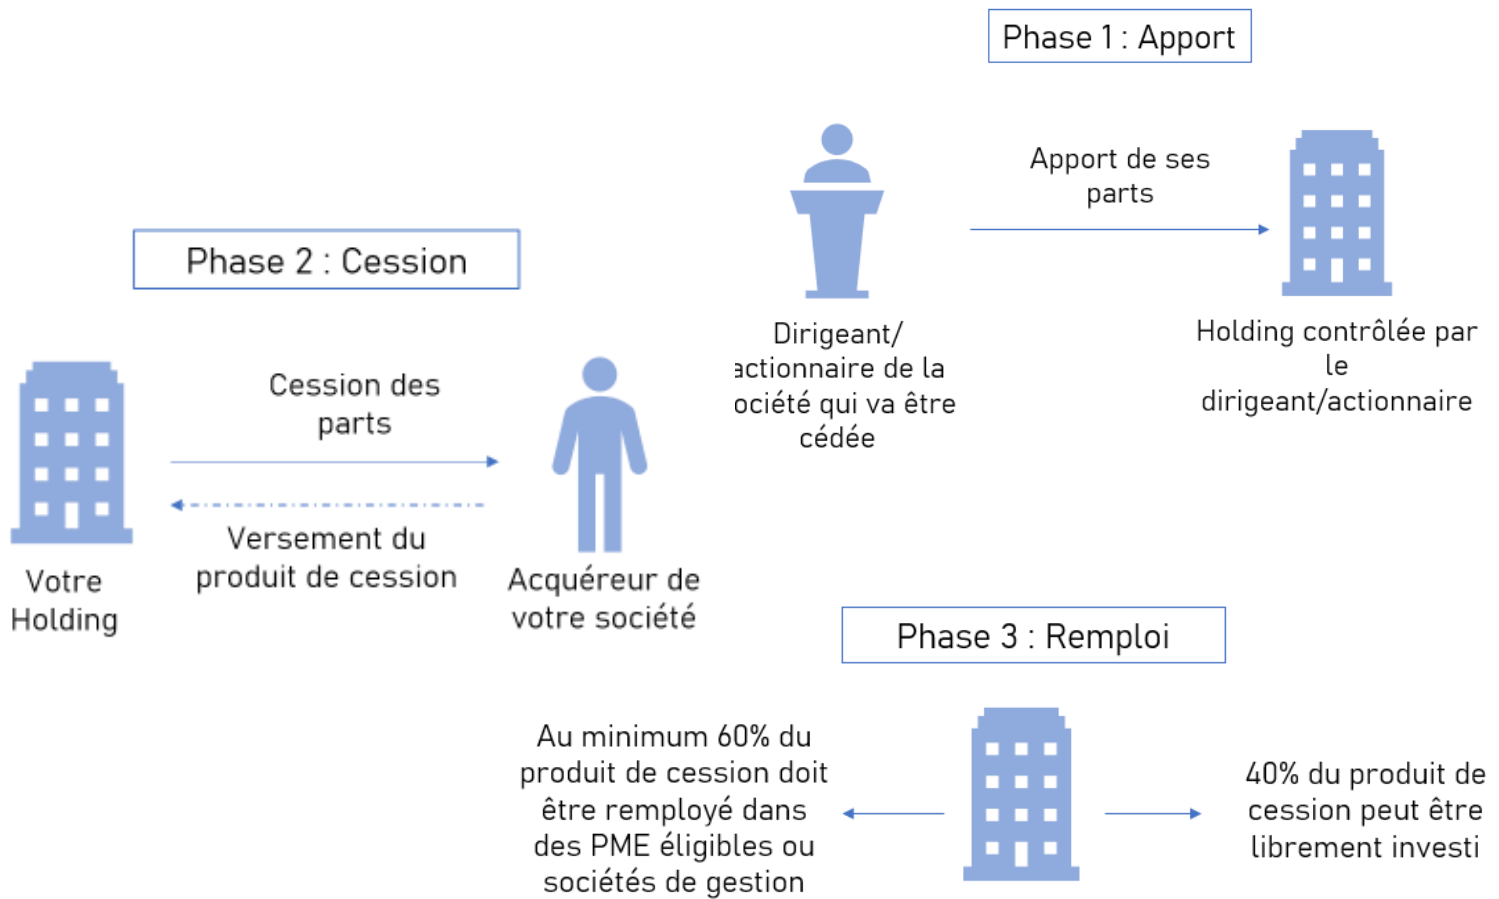 Phase 1 : Apport
Apport de ses
parts
Dirigeant/
actionnaire de la
ociété qui va être
cédée
Holding contrôlée par
le
dirigeant/actionnaire
Phase 2 : Cession
Cession des
parts
Versement du
produit de cession
Votre
Holding
Acquéreur de
votre société
Phase 3 : Remploi
Au minimum 60% du
produit de cession doit
être remployé dans
des PME éligibles ou
sociétés de gestion
40% du produit de
cession peut être
librement investi